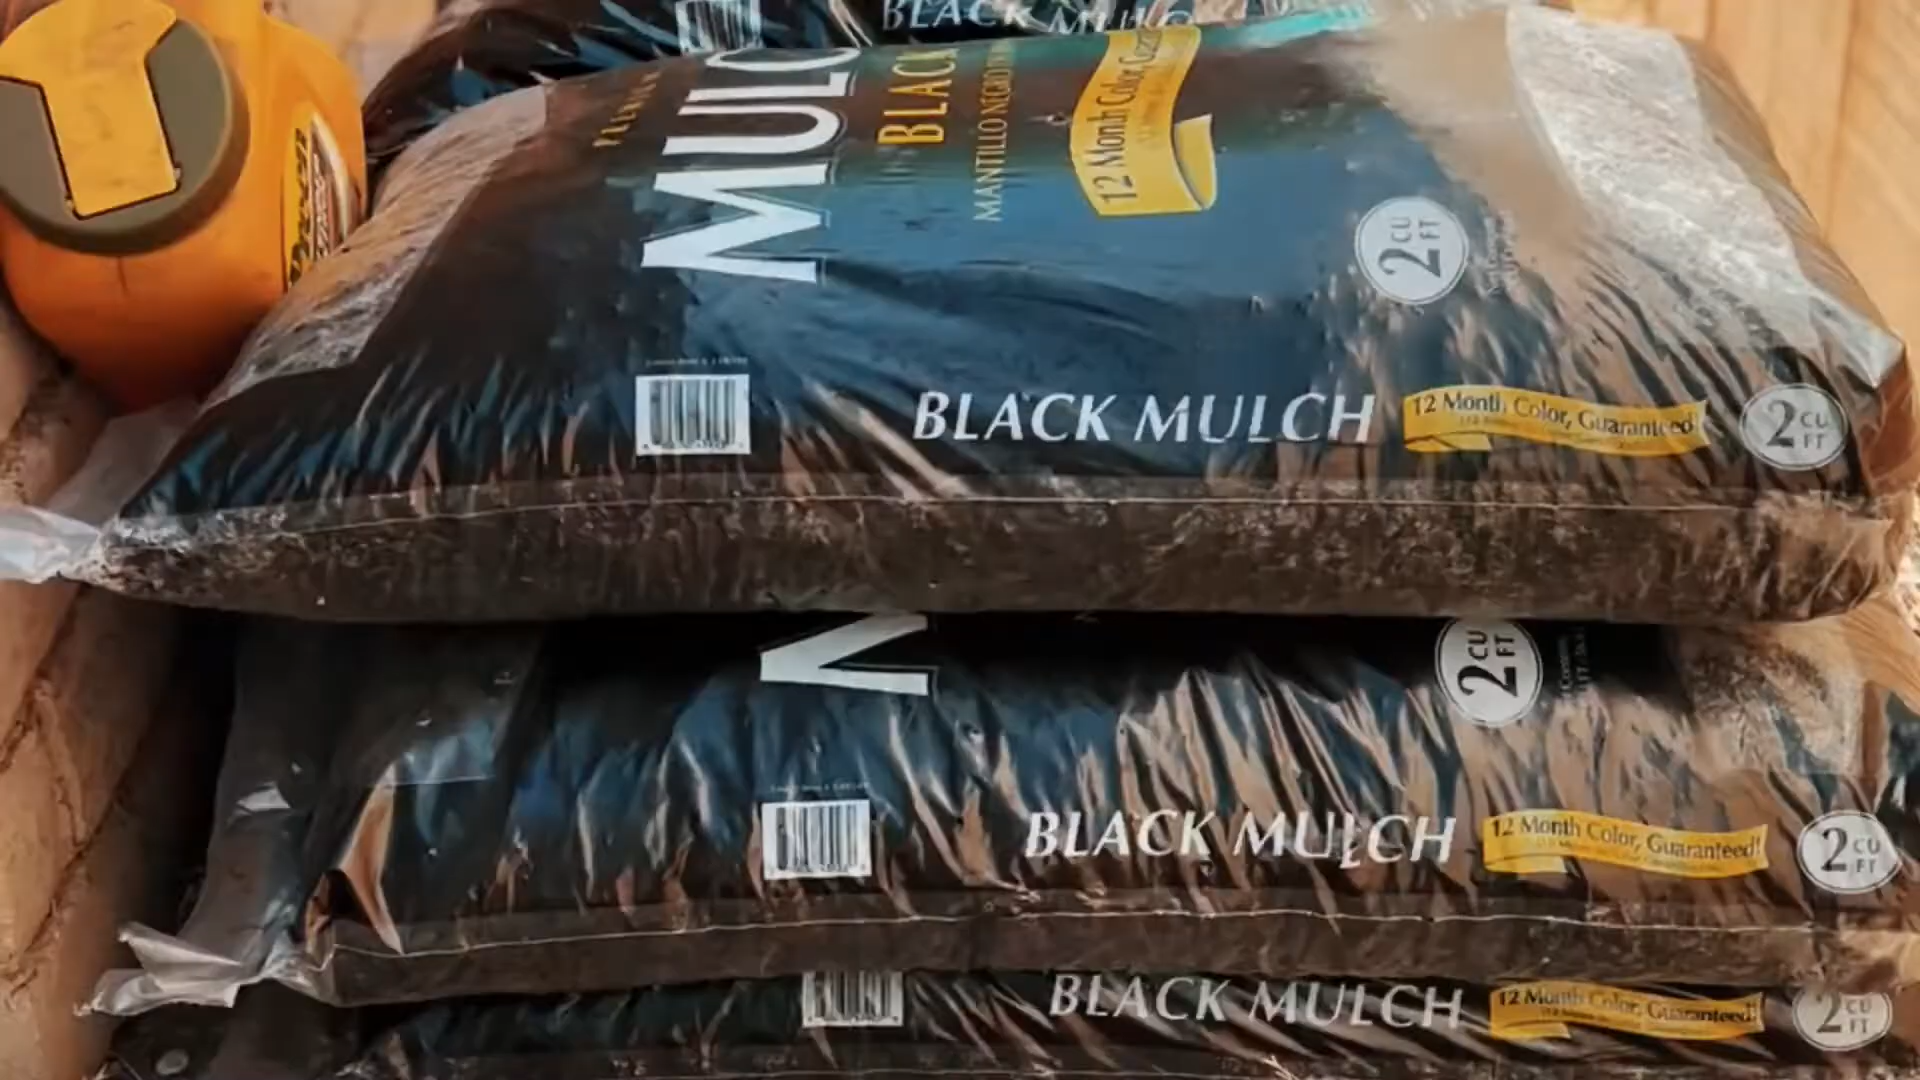 BLACK MULCH
PREMIUM
MULC
BLACK
MANTILLO NEGRO
12 Month Color Guar
2 CU FT
BLACK MULCH
12 Month Color, Guaranteed!
2 CU FT
2 CU FT
BLACK MULCH
12 Month Color, Guaranteed!
2 CU FT
BLACK MULCH
12 Month Color, Guaranteed!
2 CU FT